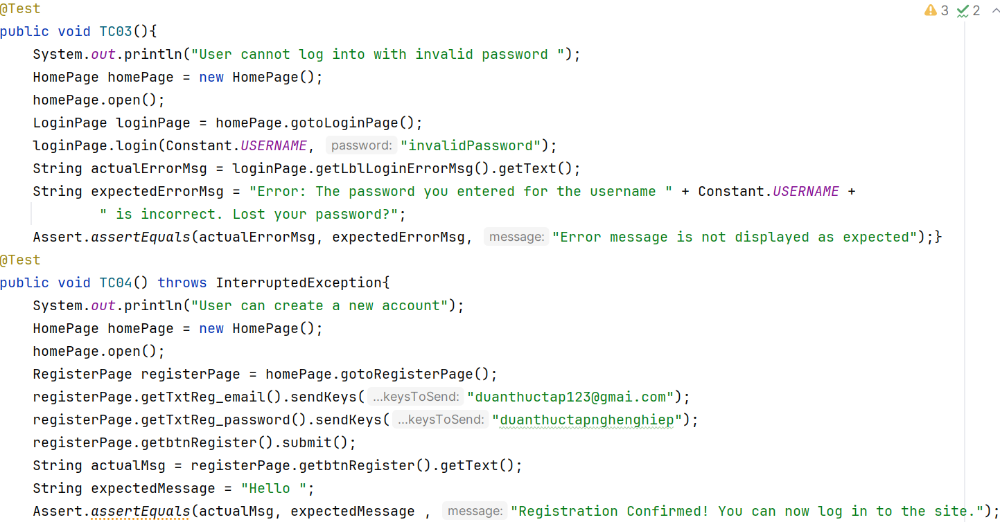 @Test
3 2
public void TC03(){
    System.out.println("User cannot log into with invalid password ");
    HomePage homePage = new HomePage();
    homePage.open();
    LoginPage loginPage = homePage.gotoLoginPage();
    loginPage.login(Constant.USERNAME, password: "invalidPassword");
    String actualErrorMsg = loginPage.getLblLoginErrorMsg().getText();
    String expectedErrorMsg = "Error: The password you entered for the username " + Constant.USERNAME +
            " is incorrect. Lost your password?";
    Assert.assertEquals(actualErrorMsg, expectedErrorMsg, message: "Error message is not displayed as expected");}
@Test
public void TC04() throws InterruptedException{
    System.out.println("User can create a new account");
    HomePage homePage = new HomePage();
    homePage.open();
    RegisterPage registerPage = homePage.gotoRegisterPage();
    registerPage.getTxtReg_email().sendKeys( ...keysToSend: "duanthuctap123@gmai.com");
    registerPage.getTxtReg_password().sendKeys( ...keysToSend: "duanthuctapnghenghiep");
    registerPage.getbtnRegister().submit();
    String actualMsg = registerPage.getbtnRegister().getText();
    String expectedMessage = "Hello ";
    Assert.assertEquals(actualMsg, expectedMessage , message: "Registration Confirmed! You can now log in to the site.");